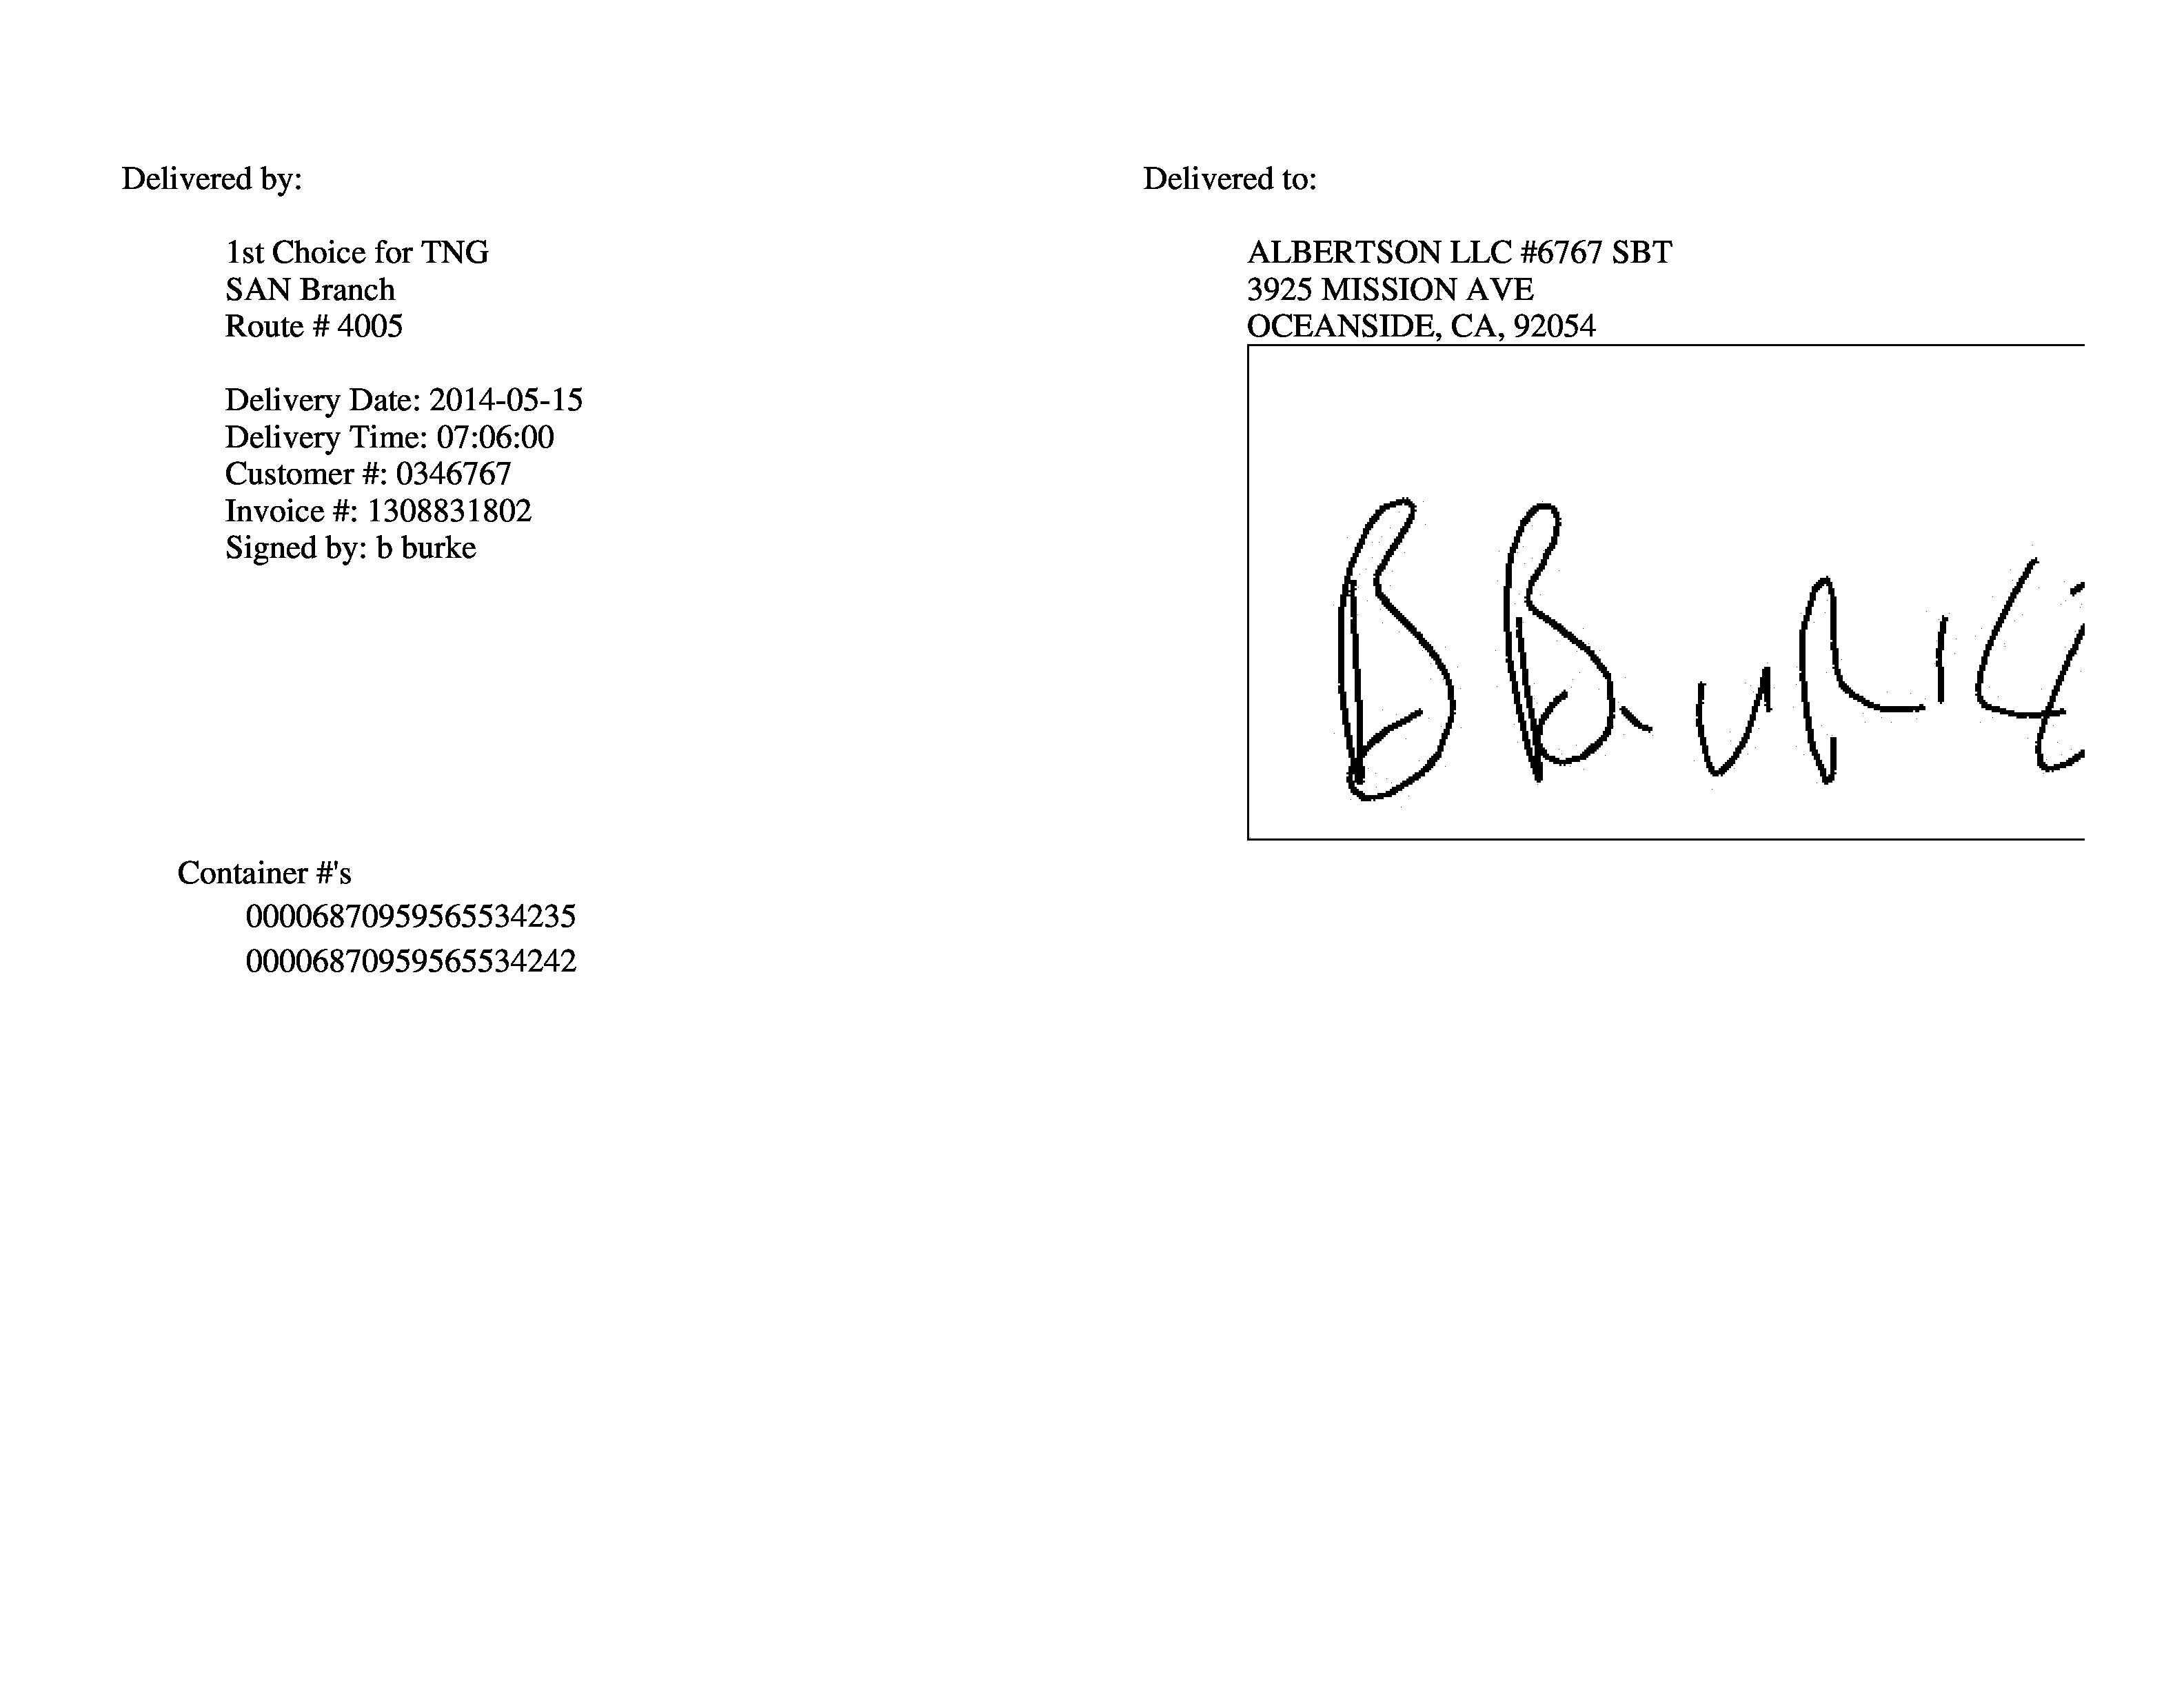 Delivered by:
1st Choice for TNG
SAN Branch
Route # 4005
Delivery Date: 2014-05-15
Delivery Time: 07:06:00
Customer #: 0346767
Invoice #: 1308831802
Signed by: b burke
Delivered to:
ALBERTSON LLC #6767 SBT
3925 MISSION AVE
OCEANSIDE, CA, 92054
B Burke
Container #'s
00006870959565534235
00006870959565534242